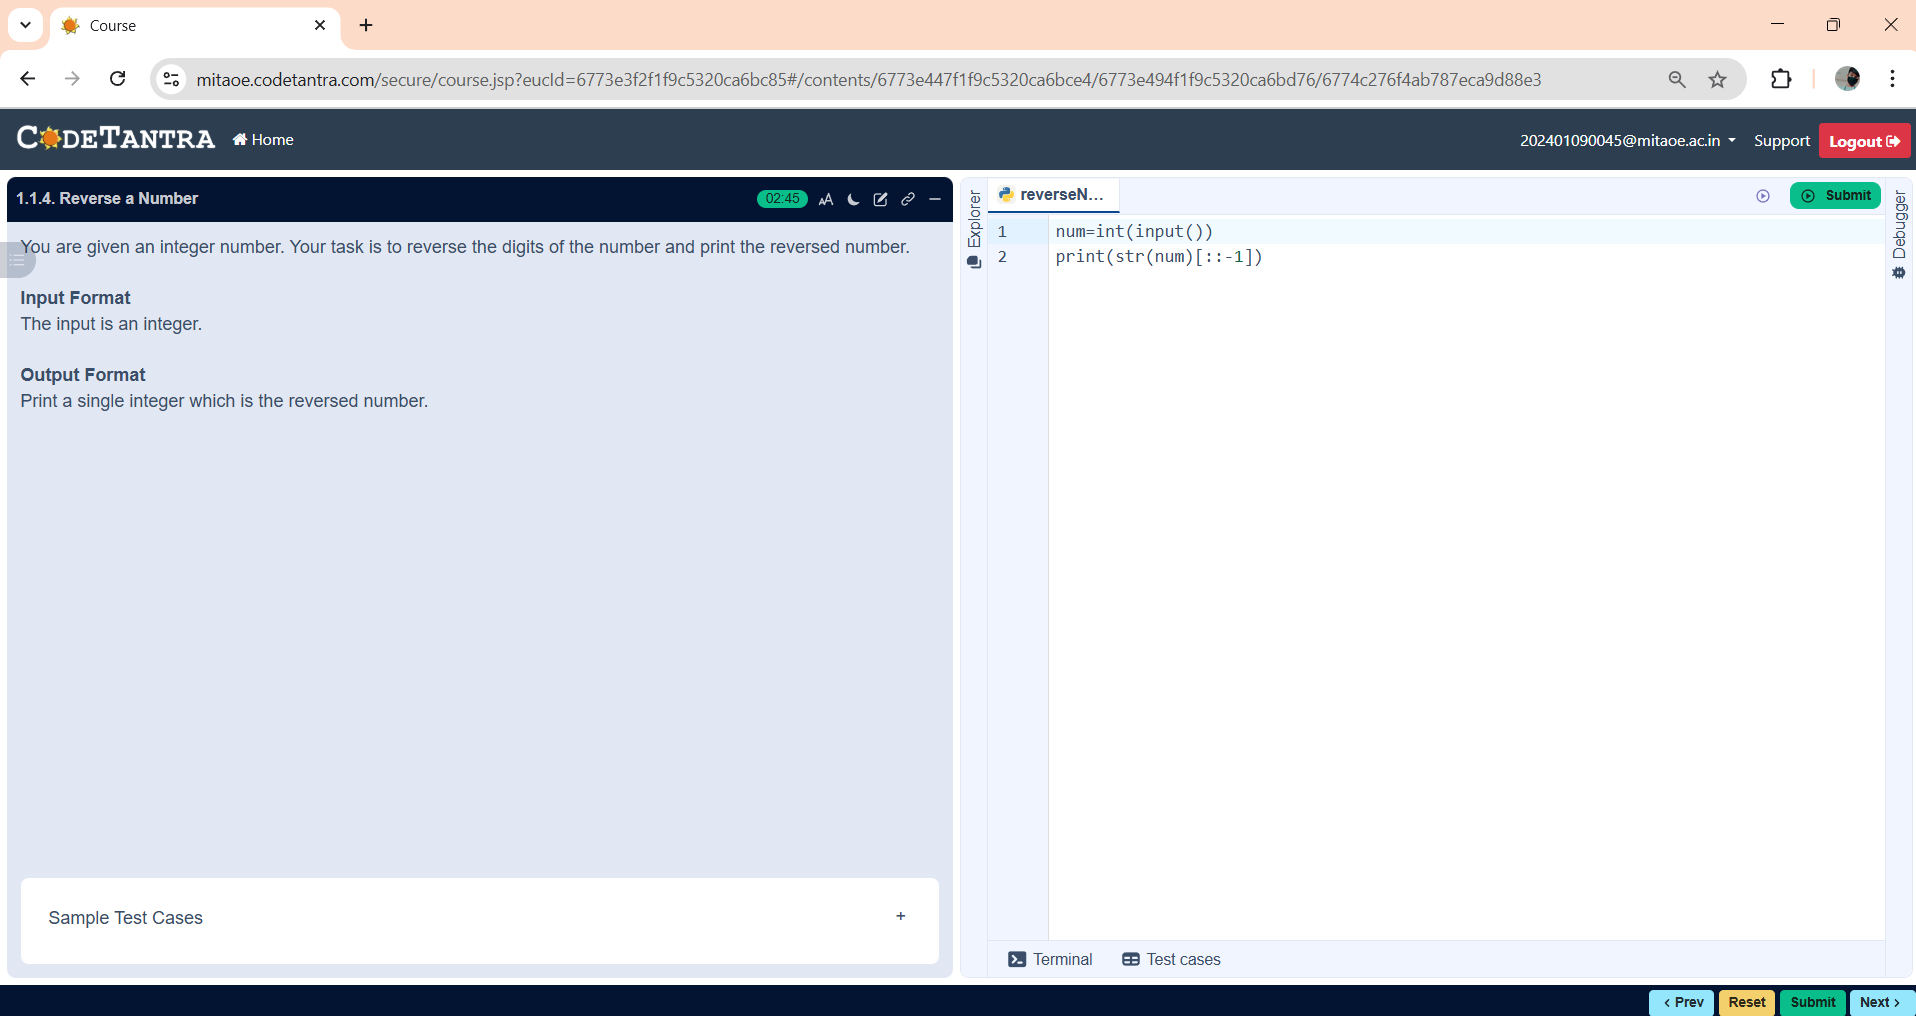 Course
mitaoe.codetantra.com/secure/course.jsp?eucId=6773e3f2f1f9c5320ca6bc85#/contents/6773e447f1f9c5320ca6bce4/6773e494f1f9c5320ca6bd76/6774c276f4ab787eca9d88e3
CODETANTRA
Home
202401090045@mitaoe.ac.in
Support
Logout
1.1.4. Reverse a Number
02:45
AA
You are given an integer number. Your task is to reverse the digits of the number and print the reversed number.
Input Format
The input is an integer.
Output Format
Print a single integer which is the reversed number.
Sample Test Cases
+
Explorer
reverseN...
Submit
Debugger
1 num=int(input())
2 print(str(num)[::-1])
Terminal
Test cases
< Prev
Reset
Submit
Next >